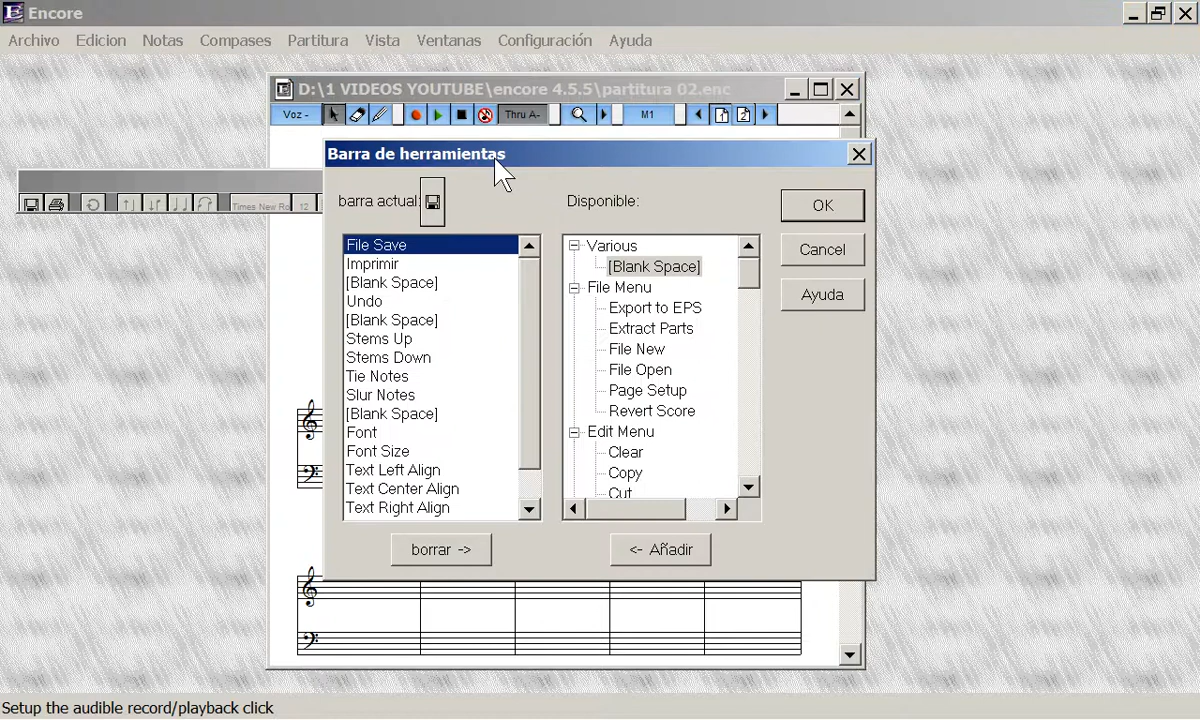 Encore
Archivo Edicion Notas Compases Partitura Vista Ventanas Configuración Ayuda
D:\1 VIDEOS YOUTUBE\encore 4.5.5\partitura 02.enc
Voz - Thru A- M1 1 2
Barra de herramientas
Times New Ro 12
barra actual:
Disponible:
OK
Cancel
Ayuda
File Save
Imprimir
[Blank Space]
Undo
[Blank Space]
Stems Up
Stems Down
Tie Notes
Slur Notes
[Blank Space]
Font
Font Size
Text Left Align
Text Center Align
Text Right Align
Various
[Blank Space]
File Menu
Export to EPS
Extract Parts
File New
File Open
Page Setup
Revert Score
Edit Menu
Clear
Copy
Cut
borrar ->
<- Añadir
Setup the audible record/playback click